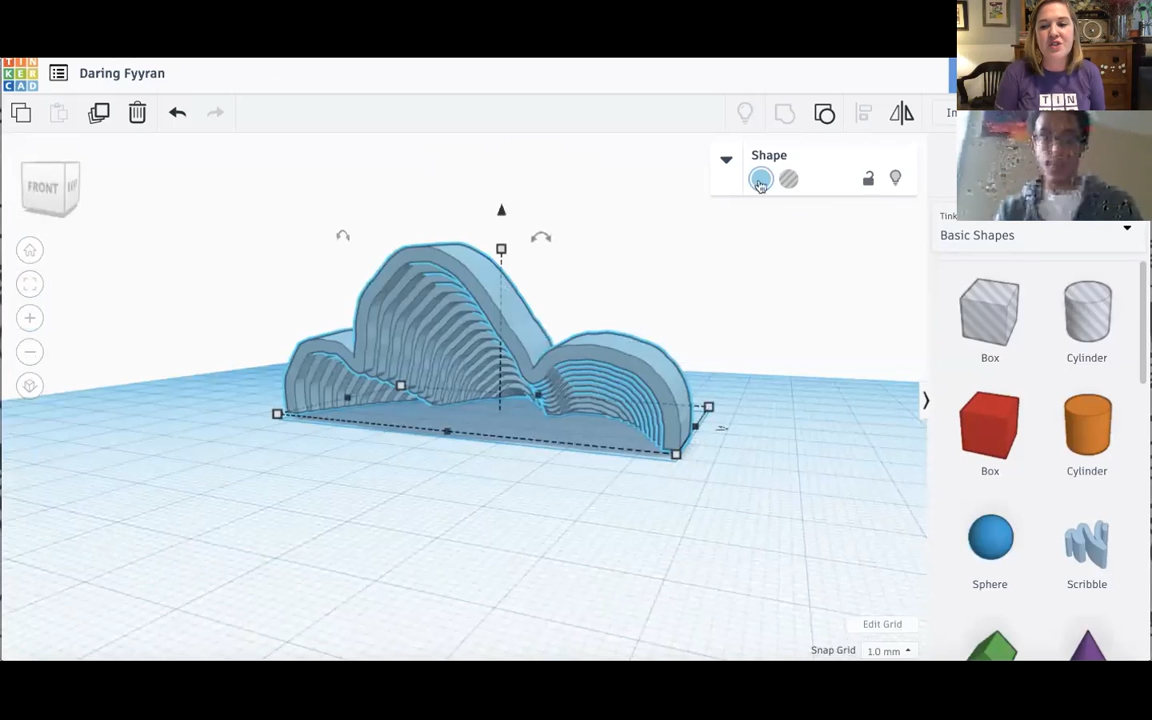 TIN
KER
CAD
Daring Fyyran
Shape
FRONT
TIN
Basic Shapes
Box
Cylinder
Box
Cylinder
Sphere
Scribble
Edit Grid
Snap Grid
1.0 mm